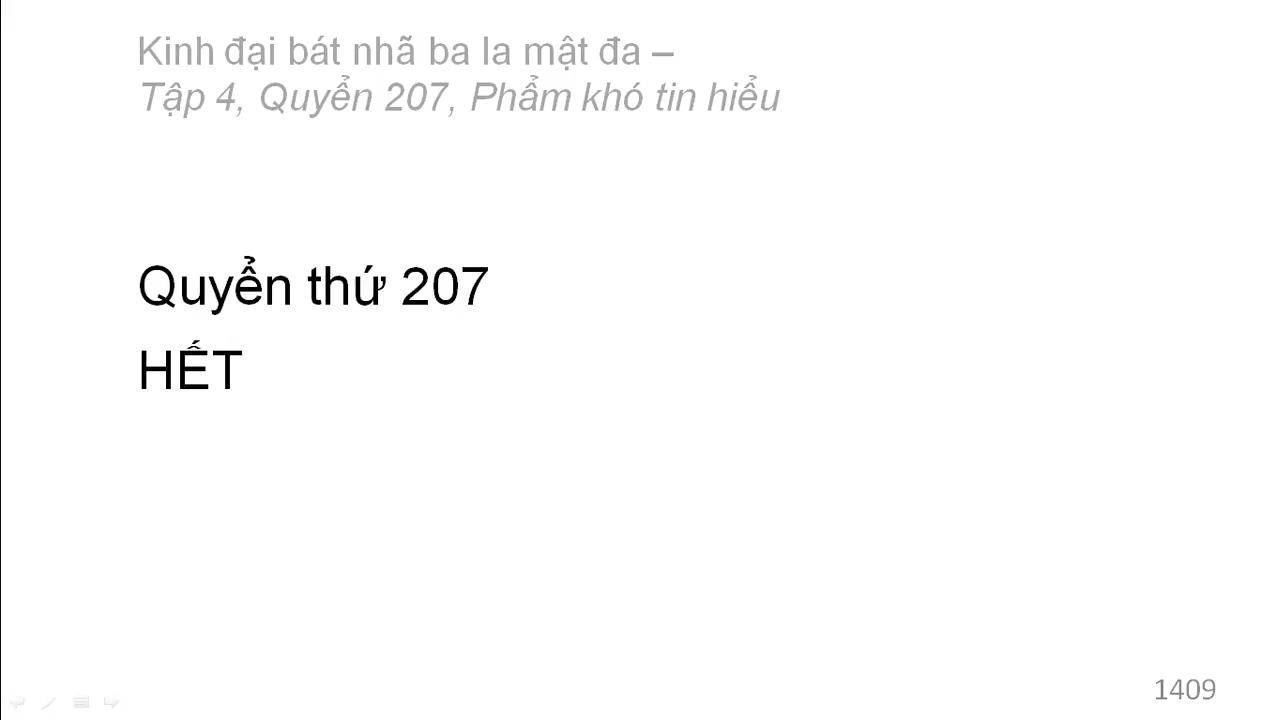 Kinh đại bát nhã ba la mật đa –
Tập 4, Quyển 207, Phẩm khó tin hiểu
Quyển thứ 207
HẾT
1409